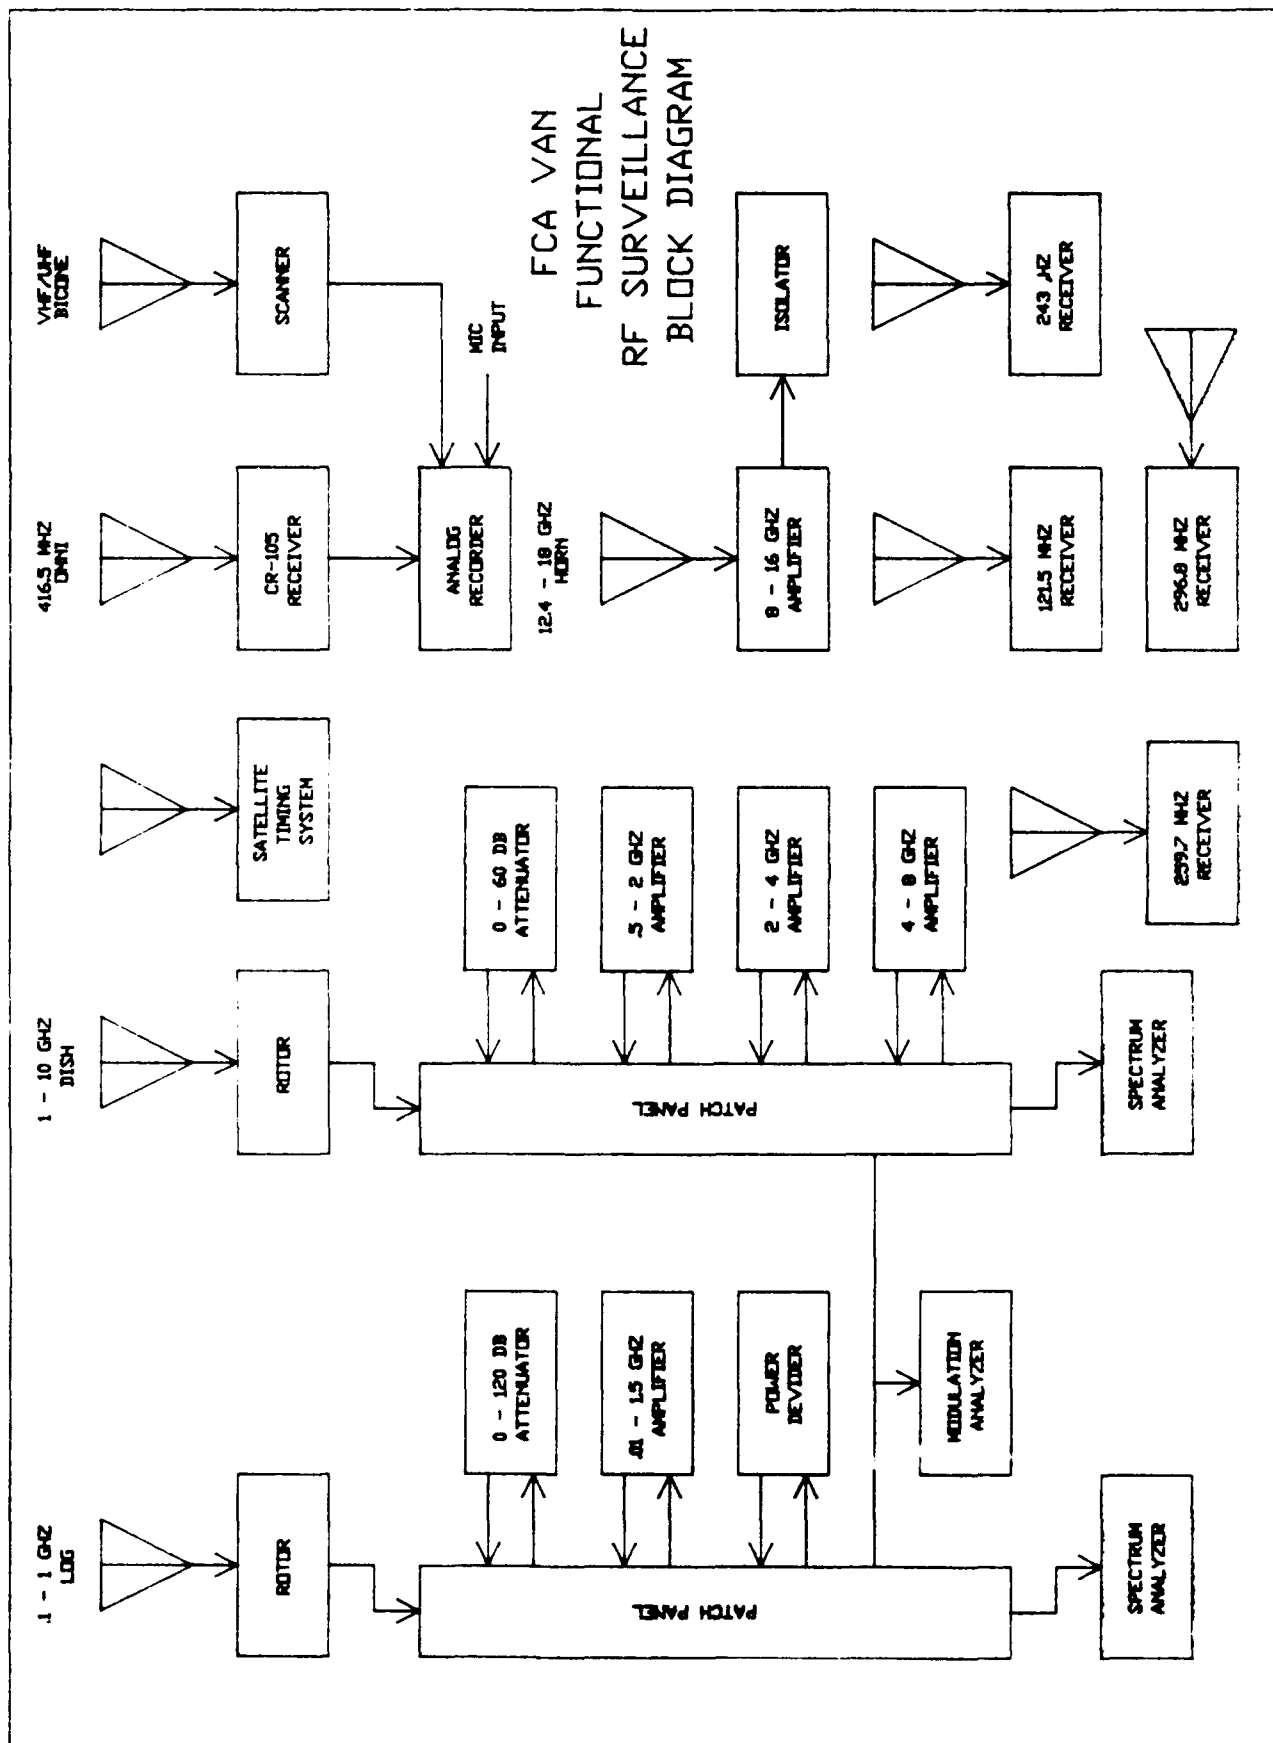 .1 - 1 GHZ
LOG
1 - 10 GHZ
DISH
416.5 MHZ
OMNI
VHF/UHF
BICONE
ROTOR
ROTOR
SATELLITE
TIMING
SYSTEM
CR-105
RECEIVER
SCANNER
PATCH PANEL
0 - 120 DB
ATTENUATOR
.01 - 1.5 GHZ
AMPLIFIER
POWER
DEVIDER
MODULATION
ANALYZER
SPECTRUM
ANALYZER
PATCH PANEL
0 - 60 DB
ATTENUATOR
.5 - 2 GHZ
AMPLIFIER
2 - 4 GHZ
AMPLIFIER
4 - 8 GHZ
AMPLIFIER
SPECTRUM
ANALYZER
ANALOG
RECORDER
MIC
INPUT
12.4 - 18 GHZ
HORN
8 - 16 GHZ
AMPLIFIER
ISOLATOR
FCA VAN
FUNCTIONAL
RF SURVEILLANCE
BLOCK DIAGRAM
121.5 MHZ
RECEIVER
243 MHZ
RECEIVER
259.7 MHZ
RECEIVER
296.8 MHZ
RECEIVER